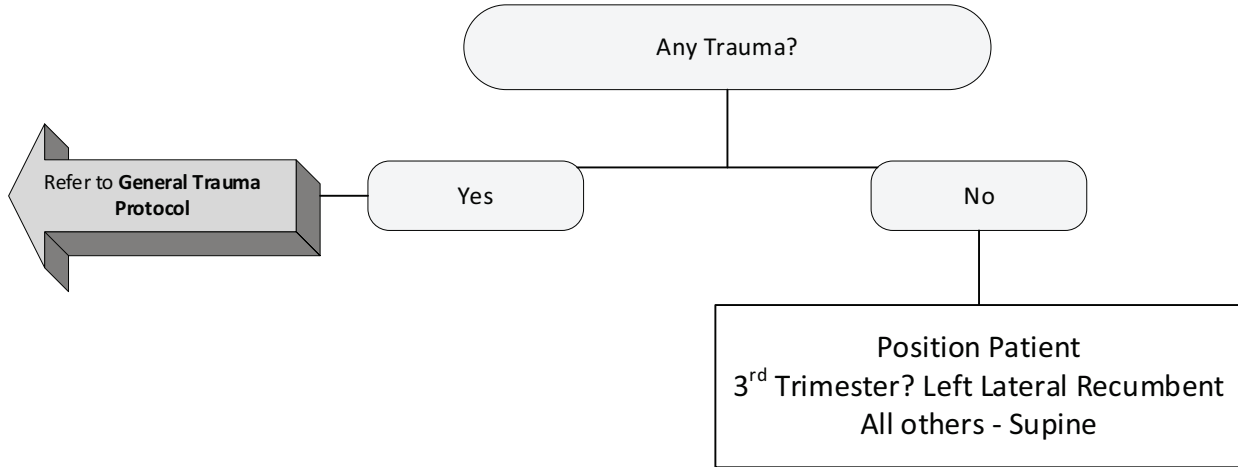 Any Trauma?
Refer to General Trauma
Protocol
Yes
No
Position Patient
3rd Trimester? Left Lateral Recumbent
All others - Supine